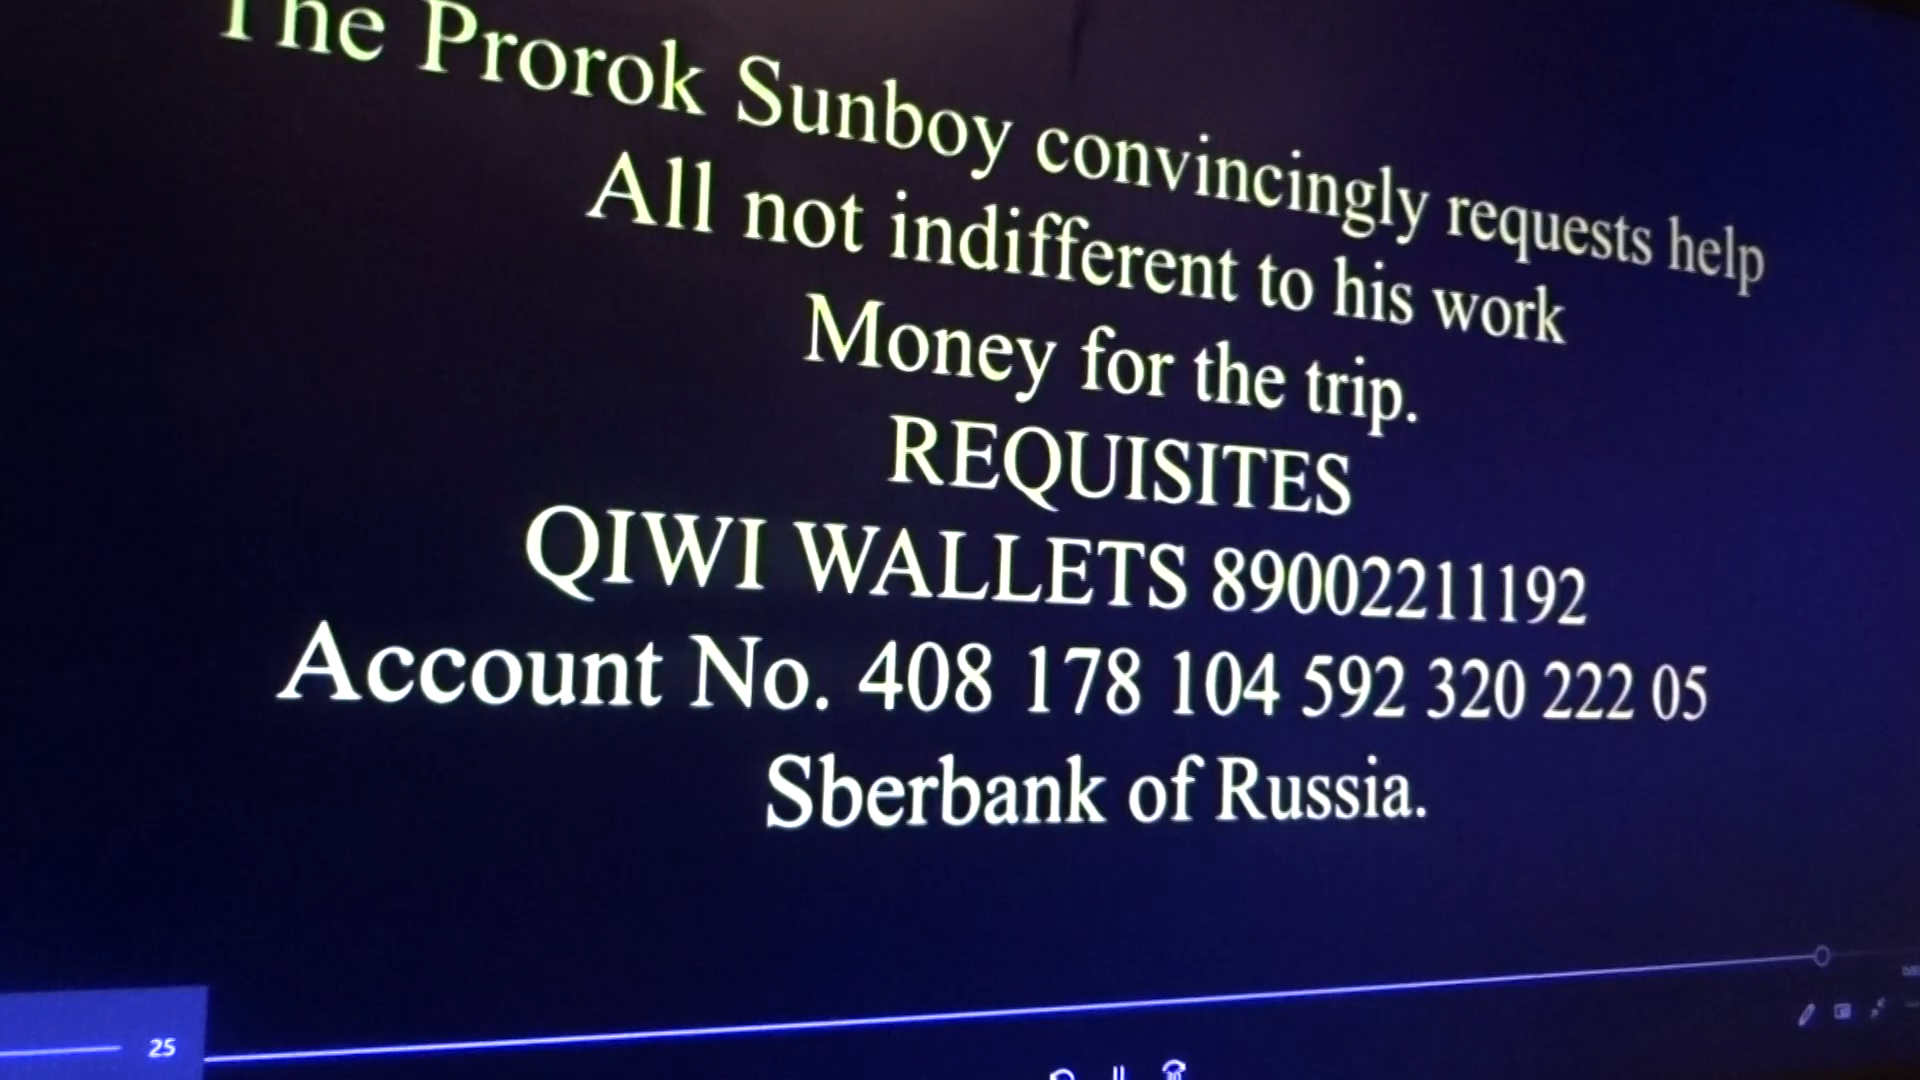 The Prorok Sunboy convincingly requests help
All not indifferent to his work
Money for the trip.
REQUISITES
QIWI WALLETS 89002211192
Account No. 408 178 104 592 320 222 05
Sberbank of Russia.
25